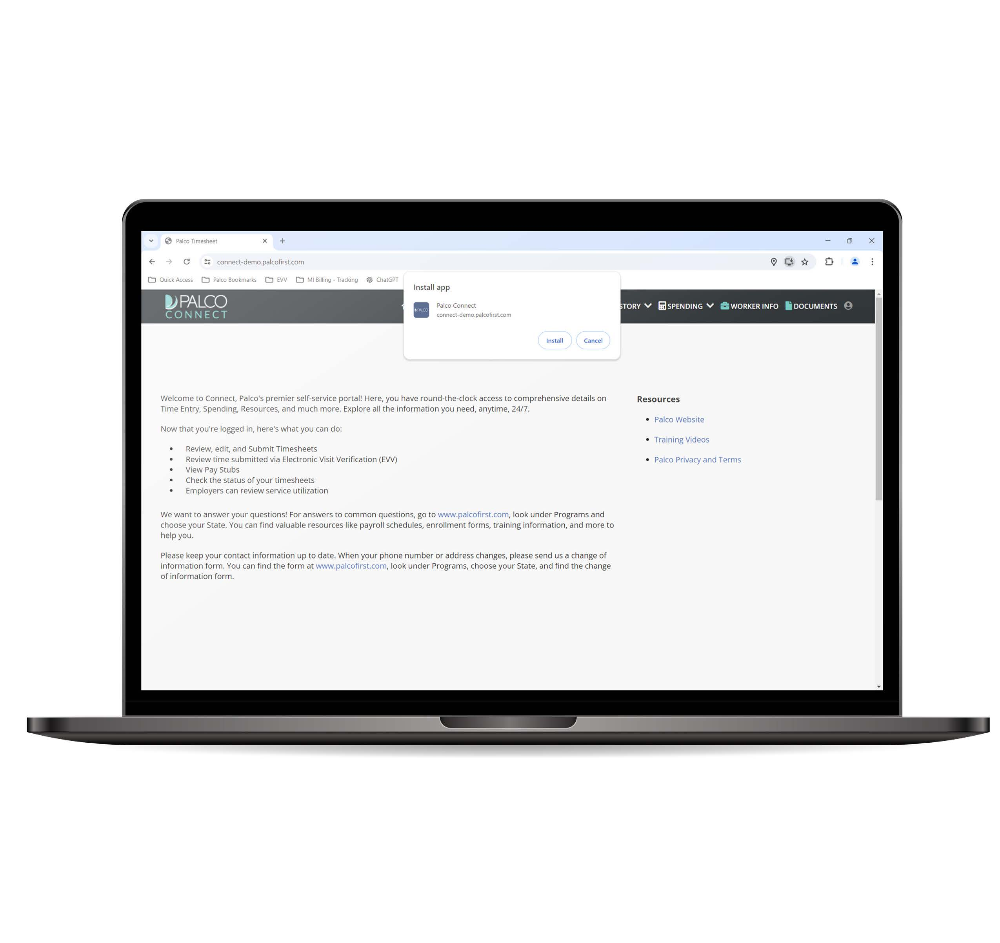 Palco Timesheet
connect-demo.palcofirst.com
Quick Access Palco Bookmarks EVV MI Billing - Tracking ChatGPT
Install app
Palco Connect
connect-demo.palcofirst.com
Install Cancel
PALCO
CONNECT
STORY SPENDING WORKER INFO DOCUMENTS
PALCO
Welcome to Connect, Palco's premier self-service portal! Here, you have round-the-clock access to comprehensive details on
Time Entry, Spending, Resources, and much more. Explore all the information you need, anytime, 24/7.
Now that you're logged in, here's what you can do:
• Review, edit, and Submit Timesheets
• Review time submitted via Electronic Visit Verification (EVV)
• View Pay Stubs
• Check the status of your timesheets
• Employers can review service utilization
We want to answer your questions! For answers to common questions, go to www.palcofirst.com, look under Programs and
choose your State. You can find valuable resources like payroll schedules, enrollment forms, training information, and more to
help you.
Please keep your contact information up to date. When your phone number or address changes, please send us a change of
information form. You can find the form at www.palcofirst.com, look under Programs, choose your State, and find the change
of information form.
Resources
• Palco Website
• Training Videos
• Palco Privacy and Terms